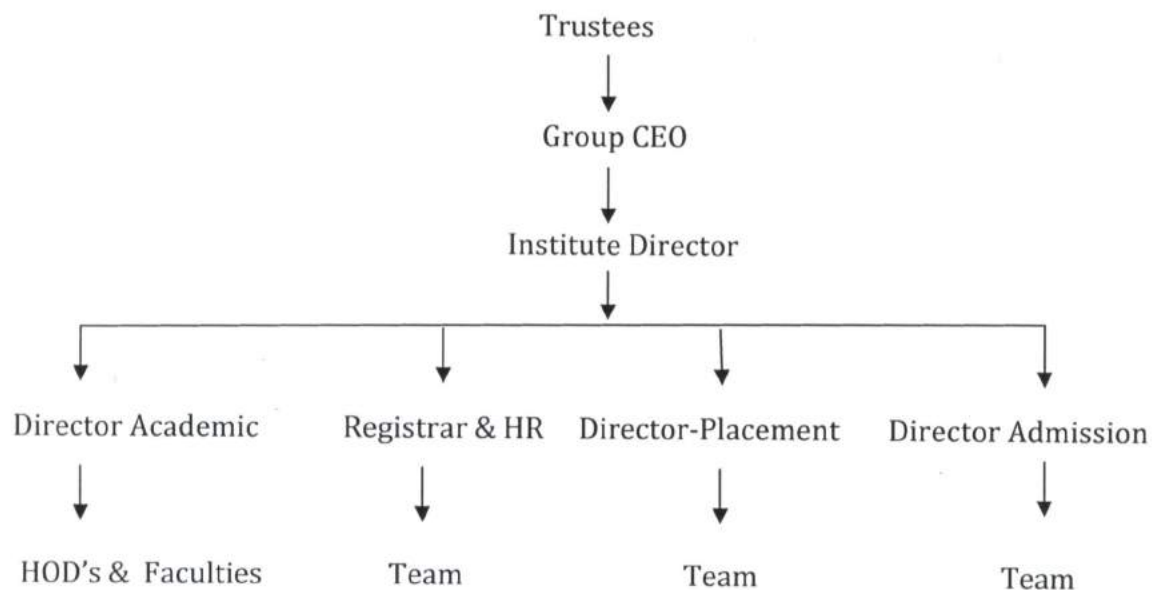 Trustees
Group CEO
Institute Director
Director Academic Registrar & HR Director-Placement Director Admission
HOD's & Faculties Team Team Team